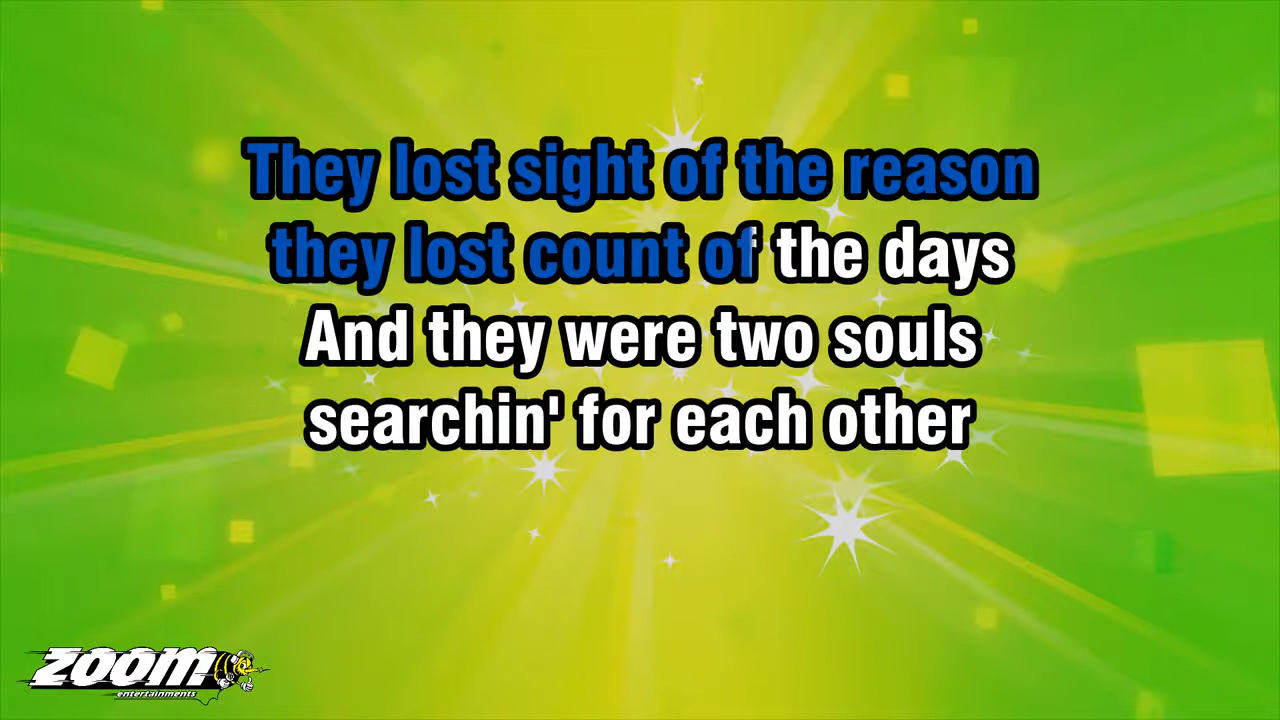 They lost sight of the reason
they lost count of the days
And they were two souls
searchin' for each other
ZOOM
entertainments